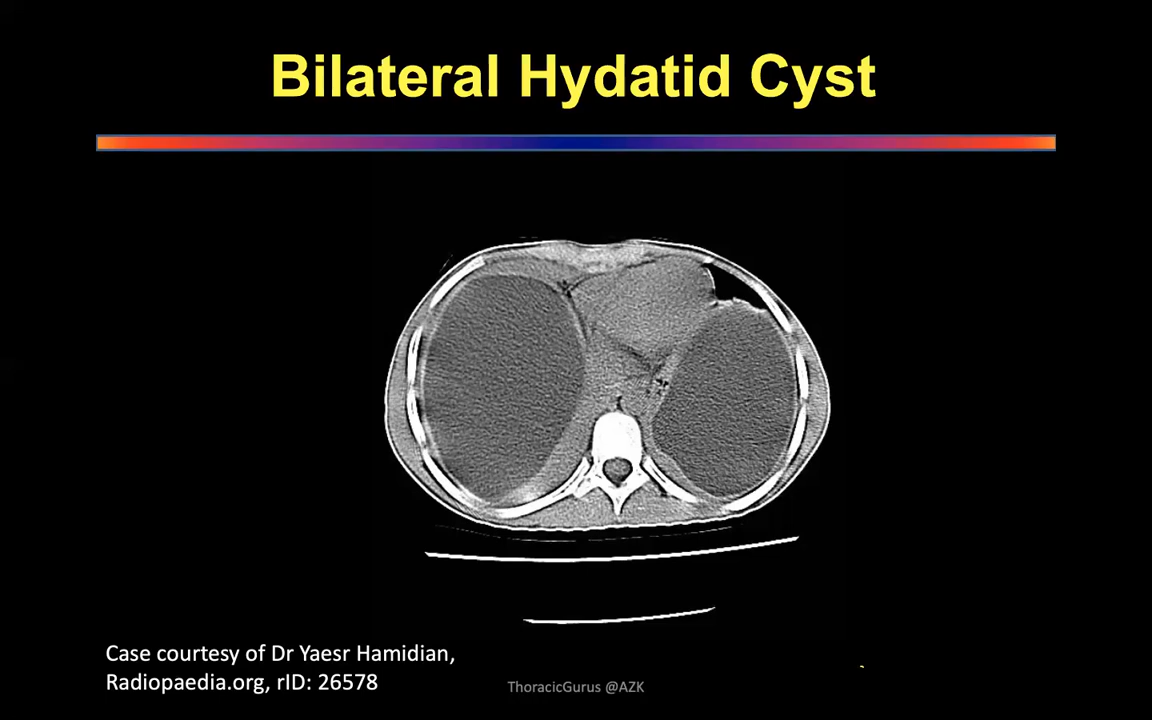 Bilateral Hydatid Cyst
Case courtesy of Dr Yaesr Hamidian,
Radiopaedia.org, rID: 26578
ThoracicGurus @AZK